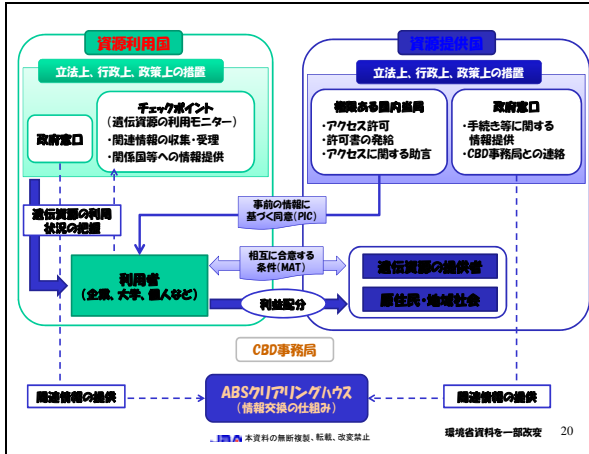 資源利用国
立法上、行政上、政策上の措置
政府窓口
チェックポイント
(遺伝資源の利用モニター)
・関連情報の収集・受理
・関係国等への情報提供
遺伝資源の利用
状況の把握
利用者
(企業、大学、個人など)
資源提供国
立法上、行政上、政策上の措置
権限ある国内当局
・アクセス許可
・許可書の発給
・アクセスに関する助言
政府窓口
・手続き等に関する
情報提供
・CBD事務局との連絡
事前の情報に
基づく同意(PIC)
相互に合意する
条件(MAT)
利益配分
遺伝資源の提供者
原住民・地域社会
CBD事務局
関連情報の提供
ABSクリアリングハウス
(情報交換の仕組み)
関連情報の提供
本資料の無断複製、転載、改変禁止
環境省資料を一部改変
20